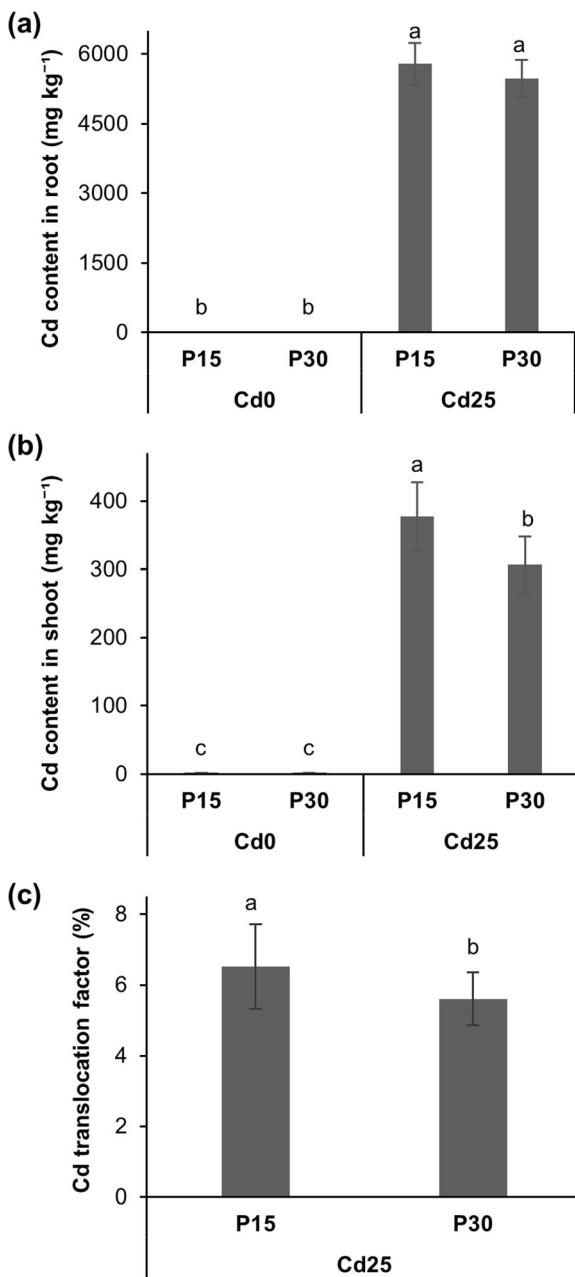 (a)
Cd content in root (mg kg⁻¹)
6000
4500
3000
1500
0
a
a
b
b
P15
P30
P15
P30
Cd0
Cd25
(b)
Cd content in shoot (mg kg⁻¹)
400
300
200
100
0
a
b
c
c
P15
P30
P15
P30
Cd0
Cd25
(c)
Cd translocation factor (%)
8
6
4
2
0
a
b
P15
P30
Cd25